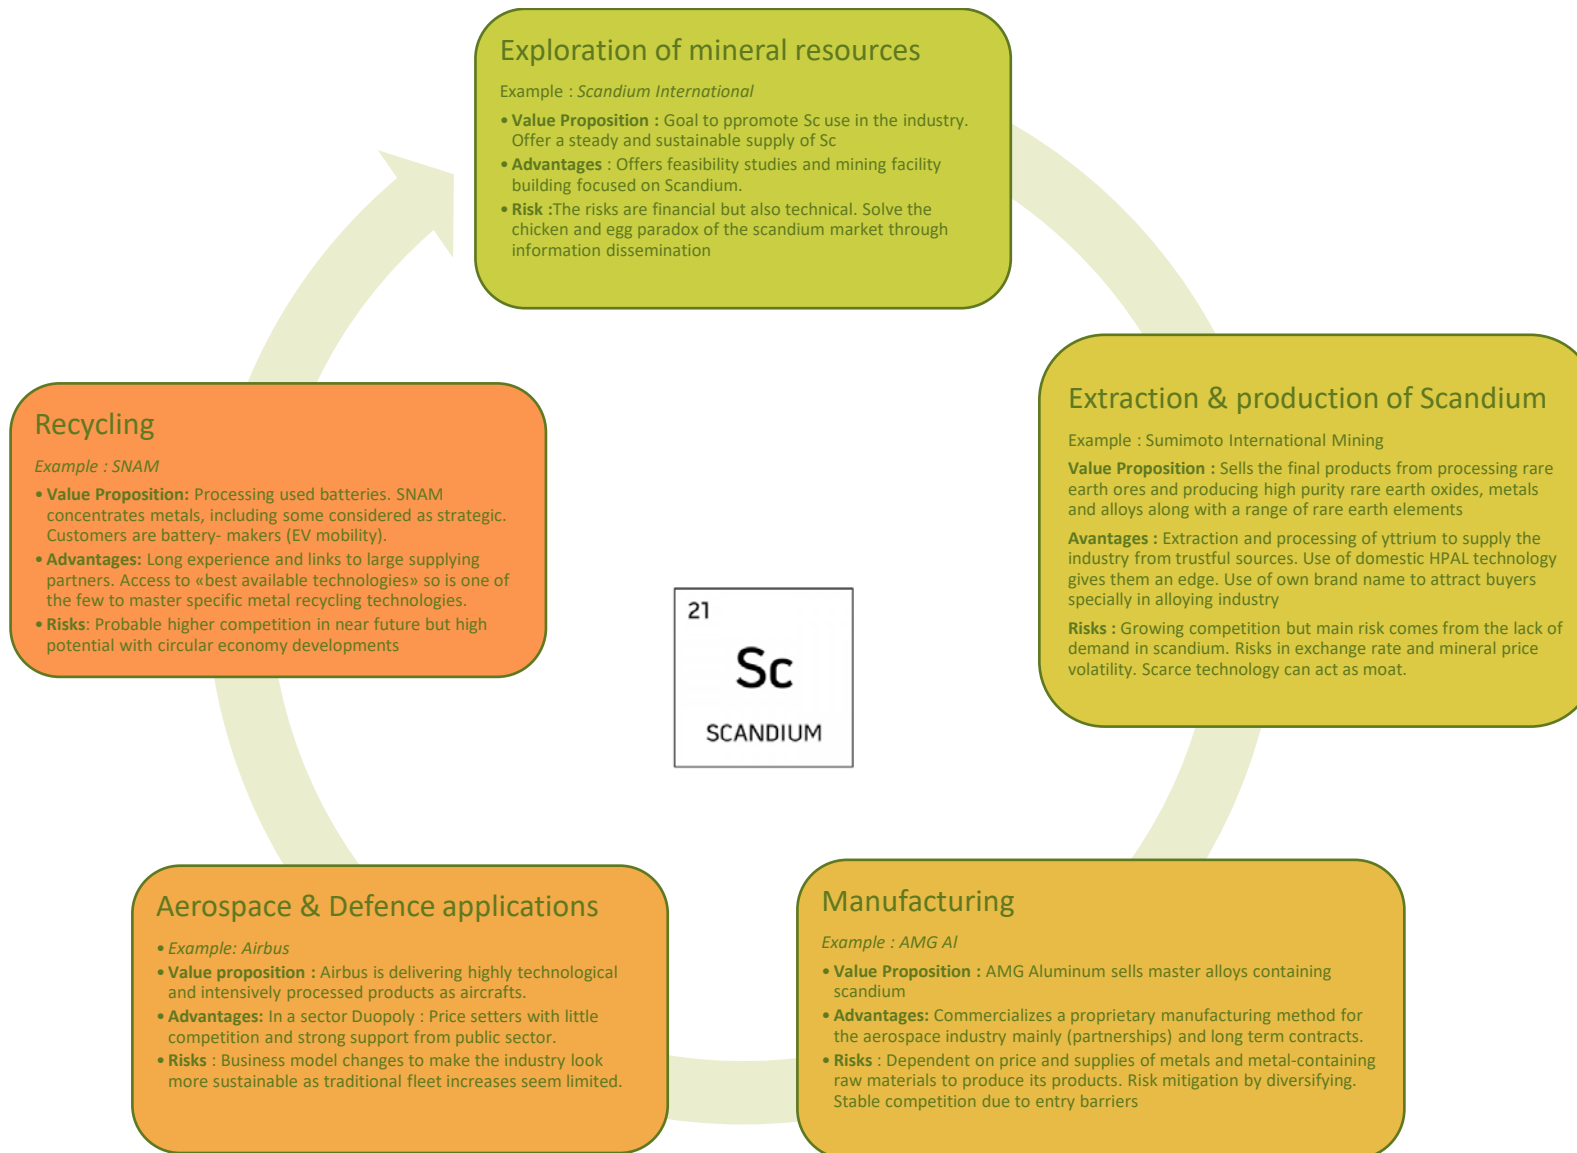 Exploration of mineral resources
Example : Scandium International
• Value Proposition : Goal to ppromote Sc use in the industry.
Offer a steady and sustainable supply of Sc
• Advantages : Offers feasibility studies and mining facility
building focused on Scandium.
• Risk :The risks are financial but also technical. Solve the
chicken and egg paradox of the scandium market through
information dissemination
Extraction & production of Scandium
Example : Sumimoto International Mining
Value Proposition : Sells the final products from processing rare
earth ores and producing high purity rare earth oxides, metals
and alloys along with a range of rare earth elements
Avantages : Extraction and processing of yttrium to supply the
industry from trustful sources. Use of domestic HPAL technology
gives them an edge. Use of own brand name to attract buyers
specially in alloying industry
Risks : Growing competition but main risk comes from the lack of
demand in scandium. Risks in exchange rate and mineral price
volatility. Scarce technology can act as moat.
Manufacturing
Example : AMG Al
• Value Proposition : AMG Aluminum sells master alloys containing
scandium
• Advantages: Commercializes a proprietary manufacturing method for
the aerospace industry mainly (partnerships) and long term contracts.
• Risks : Dependent on price and supplies of metals and metal-containing
raw materials to produce its products. Risk mitigation by diversifying.
Stable competition due to entry barriers
Aerospace & Defence applications
• Example: Airbus
• Value proposition : Airbus is delivering highly technological
and intensively processed products as aircrafts.
• Advantages: In a sector Duopoly : Price setters with little
competition and strong support from public sector.
• Risks : Business model changes to make the industry look
more sustainable as traditional fleet increases seem limited.
Recycling
Example : SNAM
• Value Proposition: Processing used batteries. SNAM
concentrates metals, including some considered as strategic.
Customers are battery- makers (EV mobility).
• Advantages: Long experience and links to large supplying
partners. Access to «best available technologies» so is one of
the few to master specific metal recycling technologies.
• Risks: Probable higher competition in near future but high
potential with circular economy developments
21
Sc
SCANDIUM